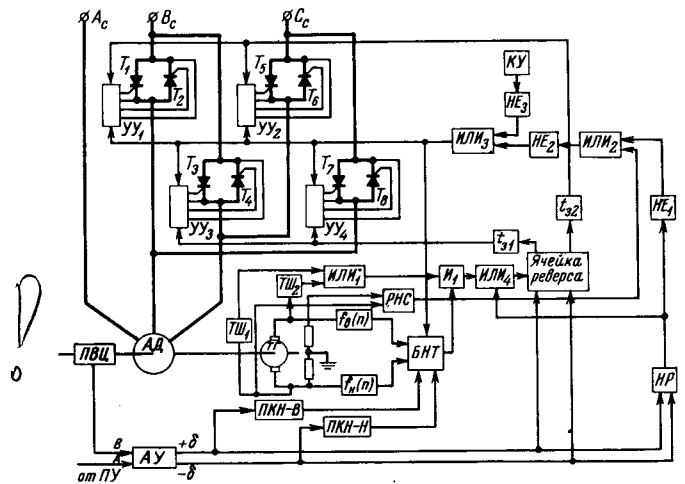 A_c B_c C_c
T_1 T_2 T_5 T_6
УУ_1 УУ_2
КУ
НЕ_3
ИЛИ_3 НЕ_2 ИЛИ_2
T_3 T_4 T_7 T_8
УУ_3 УУ_4
НЕ_1
t_з2
t_з1
Ячейка
реверса
ТШ_2 ИЛИ_1 И_1 ИЛИ_4
РНС
ТШ_1
f_в(n)
ПВЦ АД ТГ БНТ
f_н(n)
НР
ПКН-В
ПКН-Н
В +δ
А АУ
от ПУ -δ